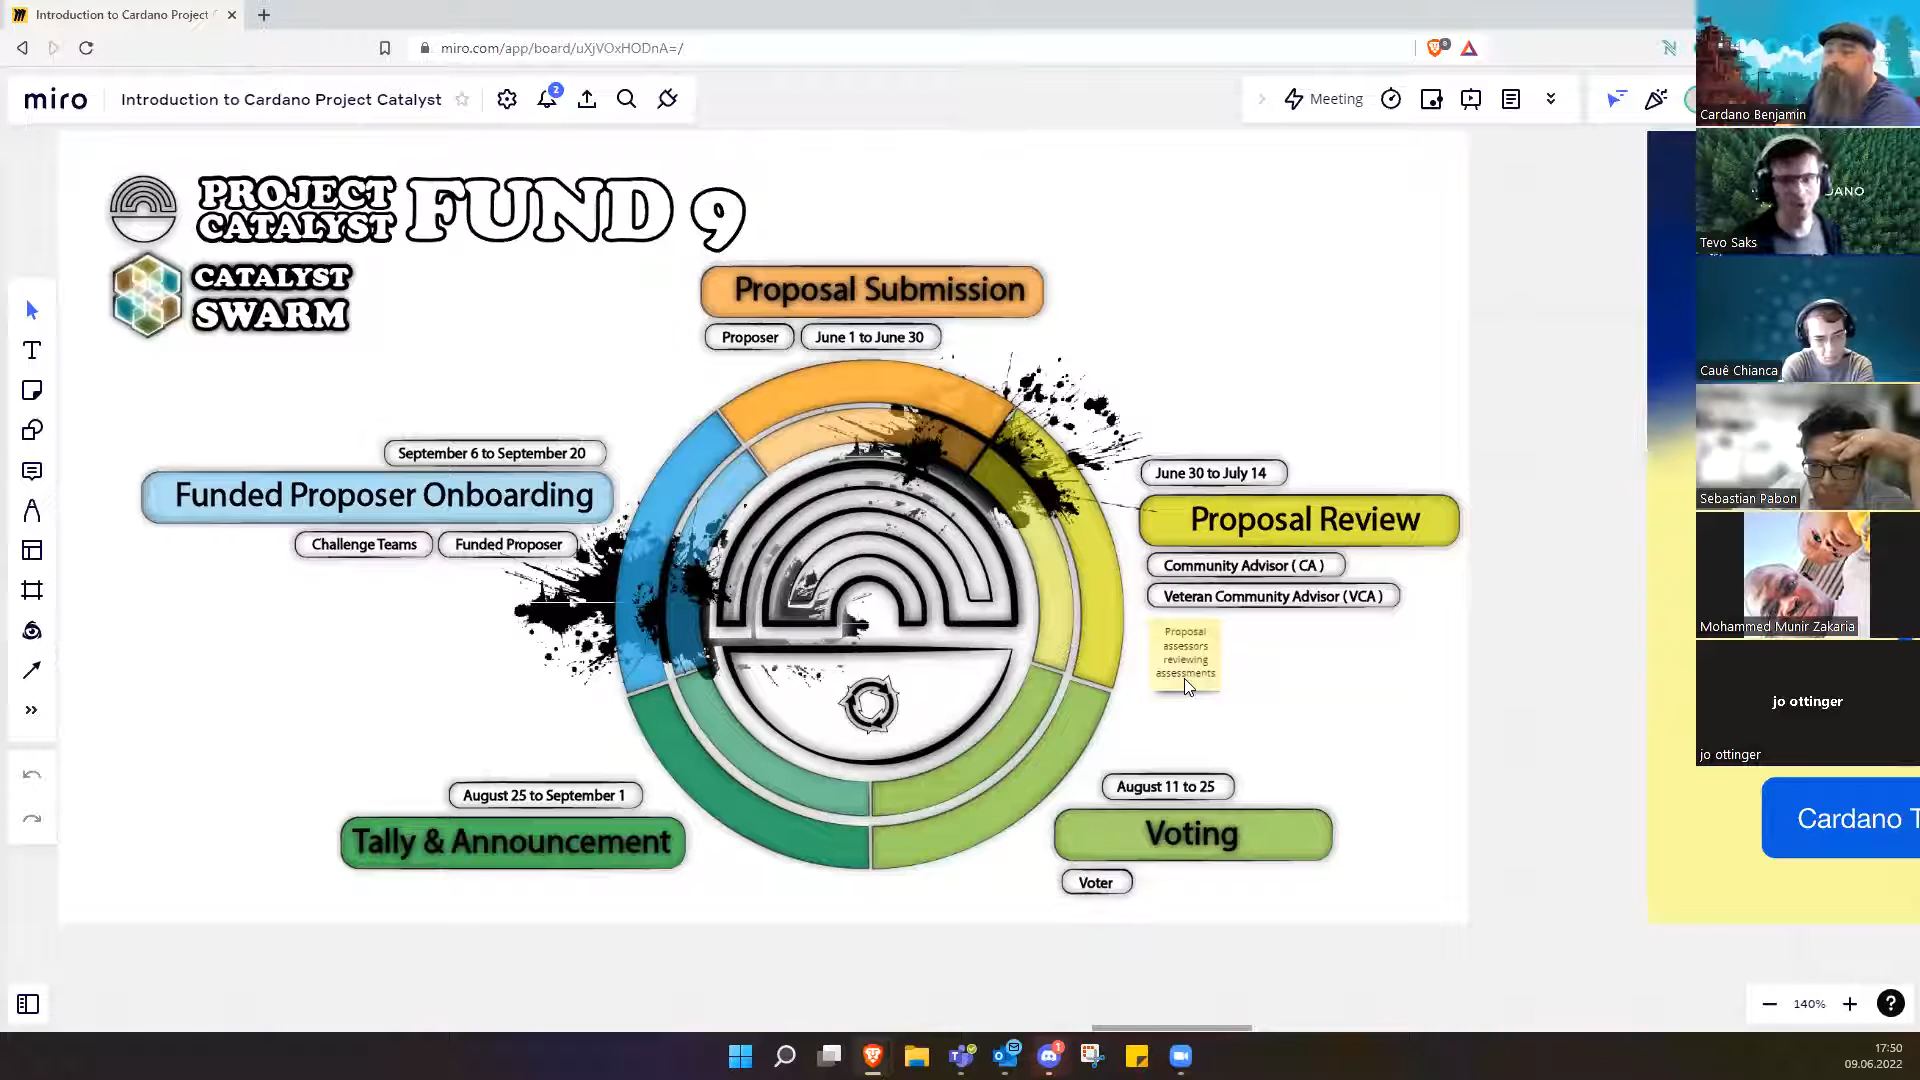 Introduction to Cardano Project C
miro.com/app/board/uXjVOxHODnA=/
miro
Introduction to Cardano Project Catalyst
2
Meeting
PROJECT
CATALYST
FUND 9
CATALYST
SWARM
Proposal Submission
Proposer
June 1 to June 30
September 6 to September 20
Funded Proposer Onboarding
Challenge Teams
Funded Proposer
June 30 to July 14
Proposal Review
Community Advisor ( CA )
Veteran Community Advisor ( VCA )
Proposal
assessors
reviewing
assessments
August 25 to September 1
Tally & Announcement
August 11 to 25
Voting
Voter
Cardano Benjamin
DANO
Tevo Saks
Cauê Chianca
Sebastian Pabon
Mohammed Munir Zakaria
jo ottinger
jo ottinger
Cardano T
140%
17:50
09.06.2022